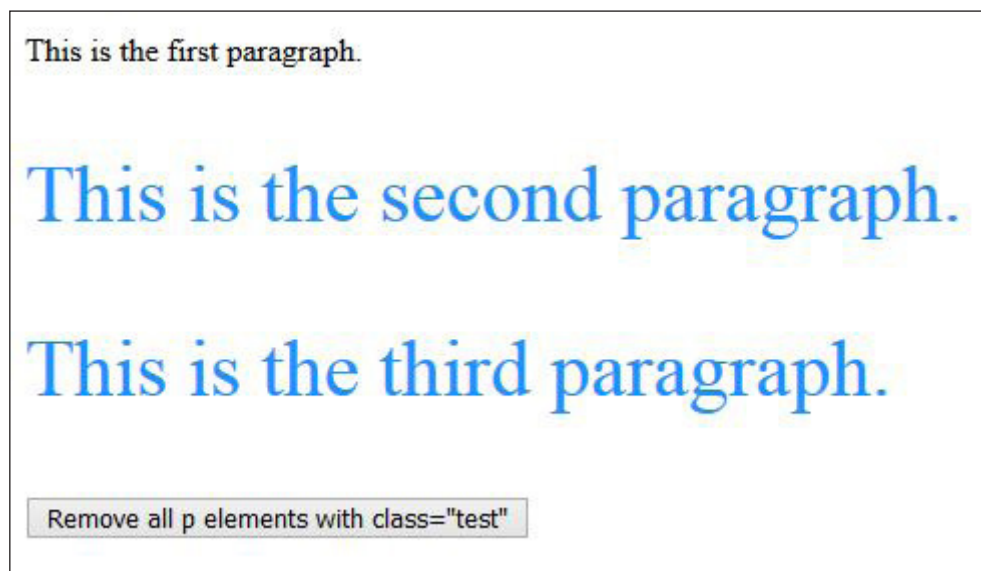 This is the first paragraph.
This is the second paragraph.
This is the third paragraph.
Remove all p elements with class="test"